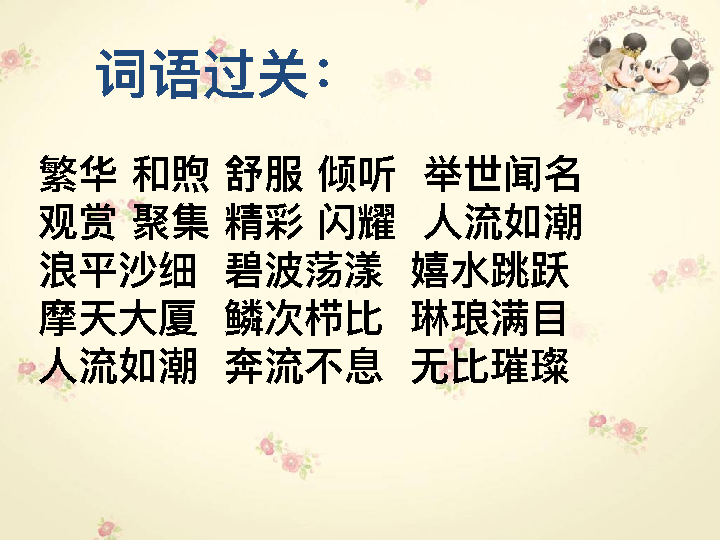 词语过关：
繁华 和煦 舒服 倾听 举世闻名
观赏 聚集 精彩 闪耀 人流如潮
浪平沙细 碧波荡漾 嬉水跳跃
摩天大厦 鳞次栉比 琳琅满目
人流如潮 奔流不息 无比璀璨